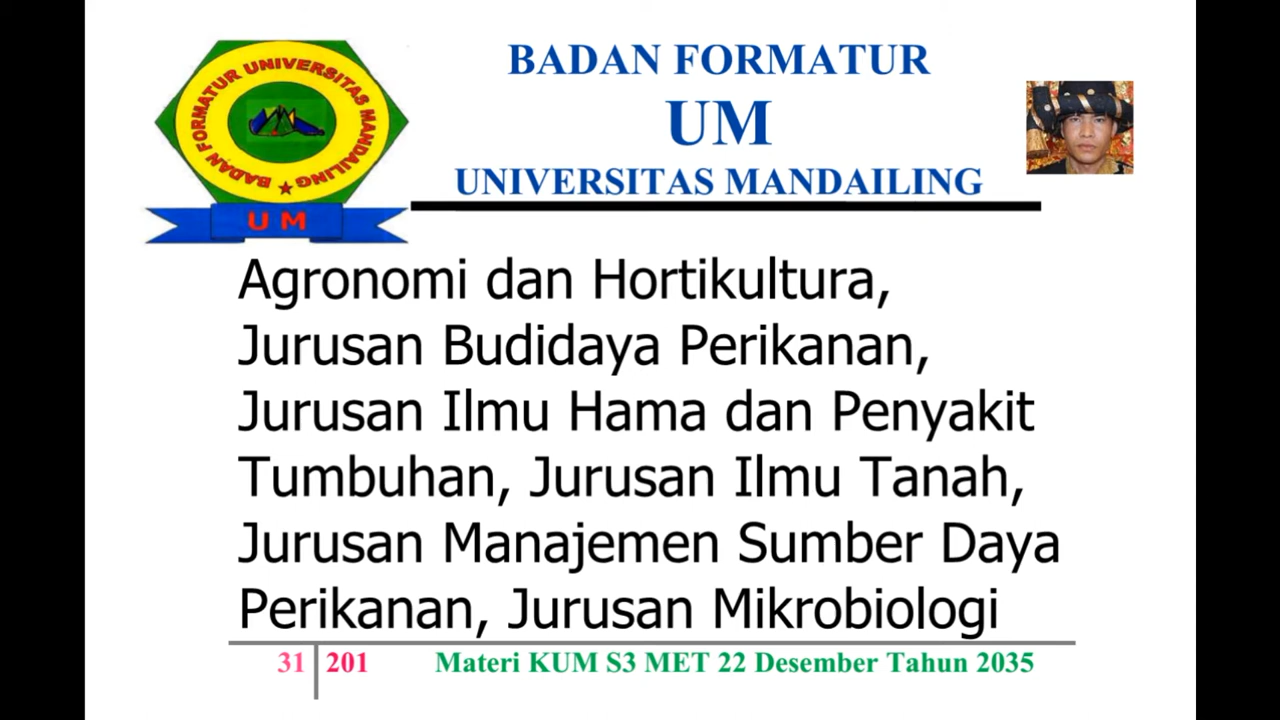 BADAN FORMATUR UNIVERSITAS MANDAILING
U M
BADAN FORMATUR
UM
UNIVERSITAS MANDAILING
Agronomi dan Hortikultura,
Jurusan Budidaya Perikanan,
Jurusan Ilmu Hama dan Penyakit
Tumbuhan, Jurusan Ilmu Tanah,
Jurusan Manajemen Sumber Daya
Perikanan, Jurusan Mikrobiologi
31 201 Materi KUM S3 MET 22 Desember Tahun 2035